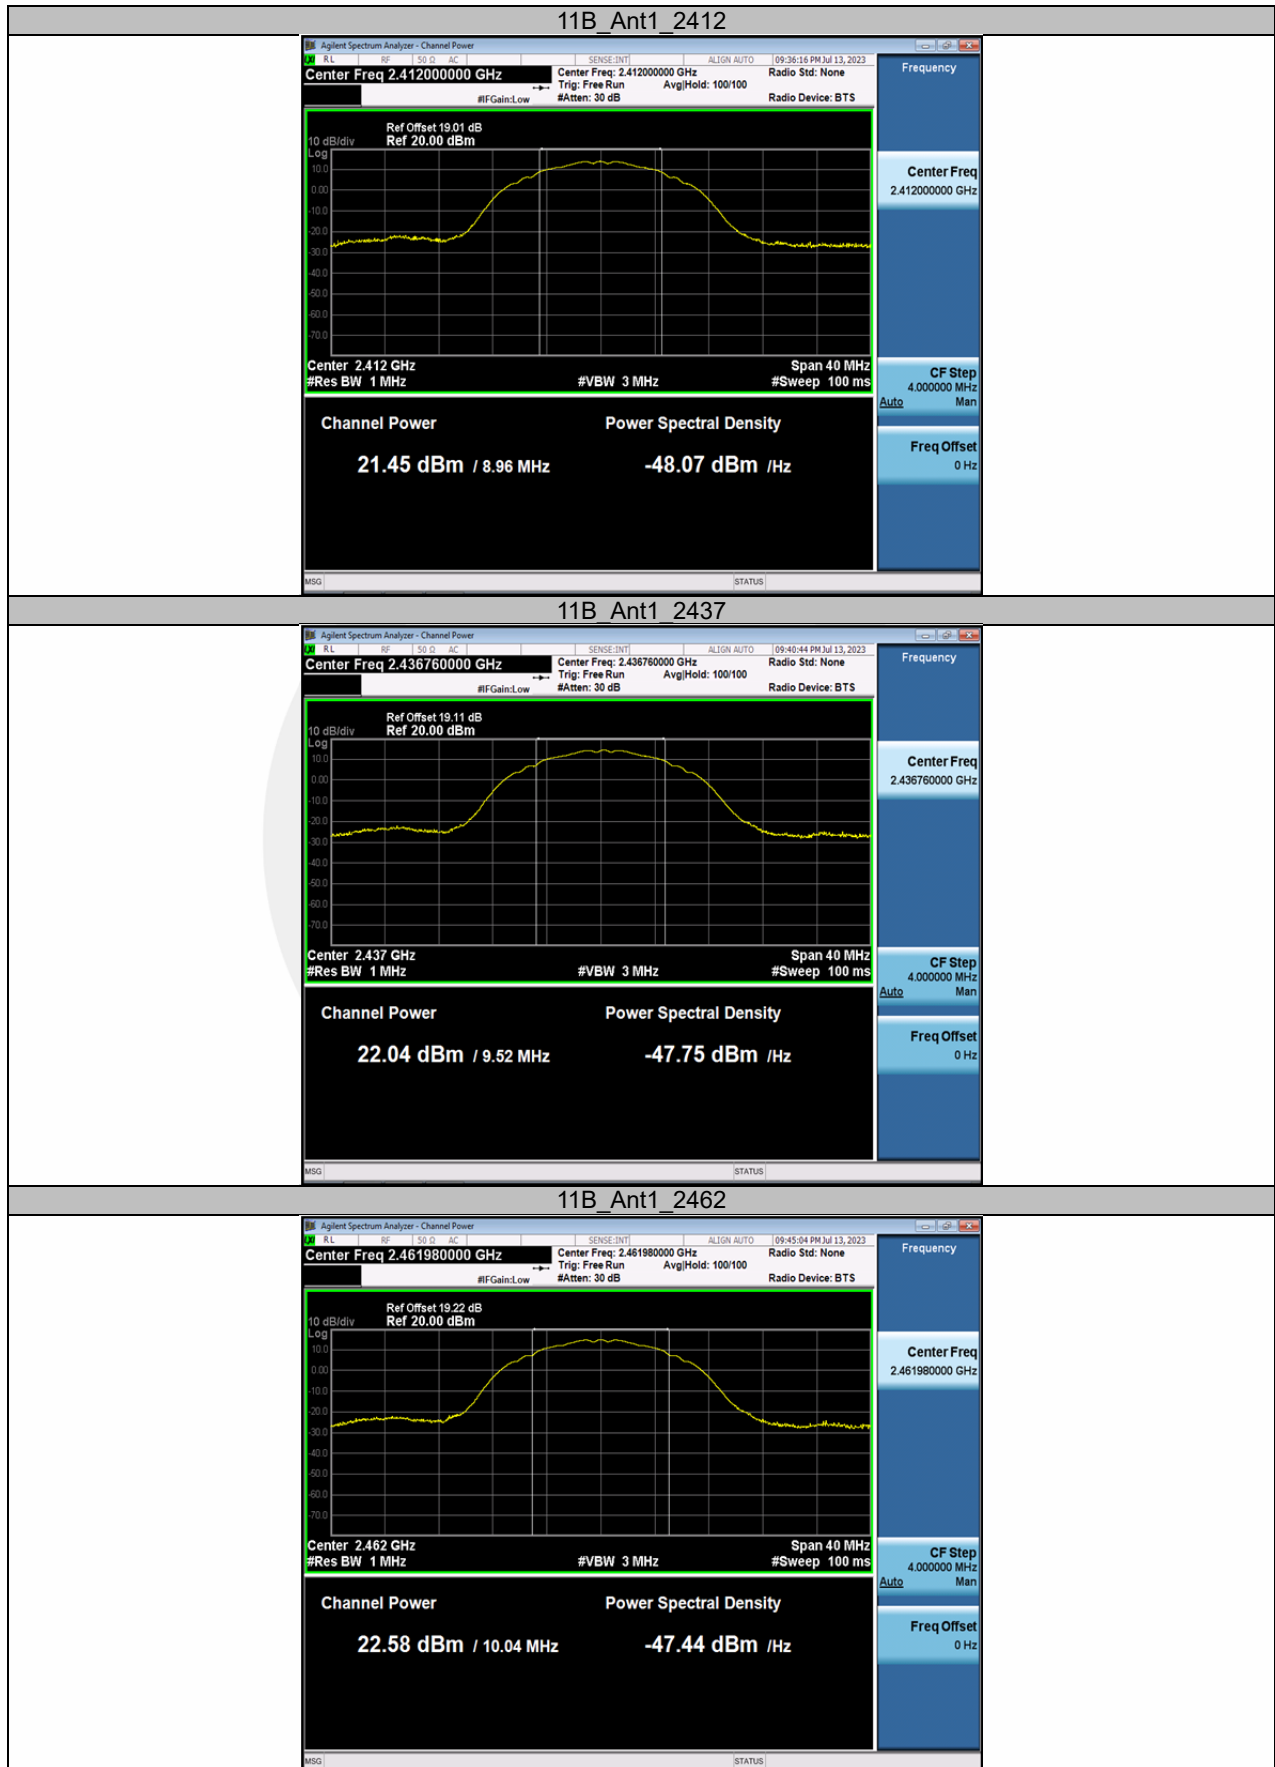 11B_Ant1_2412
Agilent Spectrum Analyzer - Channel Power
LXI RL RF 50 Ω AC SENSE:INT ALIGN AUTO 09:36:16 PM Jul 13, 2023
Center Freq 2.412000000 GHz
Center Freq: 2.412000000 GHz
Radio Std: None
Trig: Free Run Avg|Hold: 100/100
#IFGain:Low #Atten: 30 dB Radio Device: BTS
Ref Offset 19.01 dB
10 dB/div Ref 20.00 dBm
Log
10.0
0.00
-10.0
-20.0
-30.0
-40.0
-50.0
-60.0
-70.0
Center 2.412 GHz Span 40 MHz
#Res BW 1 MHz #VBW 3 MHz #Sweep 100 ms
Channel Power Power Spectral Density
21.45 dBm / 8.96 MHz -48.07 dBm /Hz
MSG STATUS
Frequency
Center Freq
2.412000000 GHz
CF Step
4.000000 MHz
Auto Man
Freq Offset
0 Hz
11B_Ant1_2437
Agilent Spectrum Analyzer - Channel Power
LXI RL RF 50 Ω AC SENSE:INT ALIGN AUTO 09:40:44 PM Jul 13, 2023
Center Freq 2.436760000 GHz
Center Freq: 2.436760000 GHz
Radio Std: None
Trig: Free Run Avg|Hold: 100/100
#IFGain:Low #Atten: 30 dB Radio Device: BTS
Ref Offset 19.11 dB
10 dB/div Ref 20.00 dBm
Log
10.0
0.00
-10.0
-20.0
-30.0
-40.0
-50.0
-60.0
-70.0
Center 2.437 GHz Span 40 MHz
#Res BW 1 MHz #VBW 3 MHz #Sweep 100 ms
Channel Power Power Spectral Density
22.04 dBm / 9.52 MHz -47.75 dBm /Hz
MSG STATUS
Frequency
Center Freq
2.436760000 GHz
CF Step
4.000000 MHz
Auto Man
Freq Offset
0 Hz
11B_Ant1_2462
Agilent Spectrum Analyzer - Channel Power
LXI RL RF 50 Ω AC SENSE:INT ALIGN AUTO 09:45:04 PM Jul 13, 2023
Center Freq 2.461980000 GHz
Center Freq: 2.461980000 GHz
Radio Std: None
Trig: Free Run Avg|Hold: 100/100
#IFGain:Low #Atten: 30 dB Radio Device: BTS
Ref Offset 19.22 dB
10 dB/div Ref 20.00 dBm
Log
10.0
0.00
-10.0
-20.0
-30.0
-40.0
-50.0
-60.0
-70.0
Center 2.462 GHz Span 40 MHz
#Res BW 1 MHz #VBW 3 MHz #Sweep 100 ms
Channel Power Power Spectral Density
22.58 dBm / 10.04 MHz -47.44 dBm /Hz
MSG STATUS
Frequency
Center Freq
2.461980000 GHz
CF Step
4.000000 MHz
Auto Man
Freq Offset
0 Hz